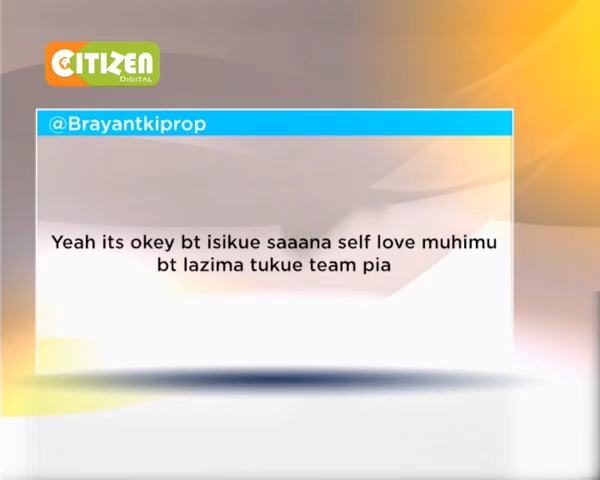 CITIZEN
DIGITAL
@Brayantkiprop
Yeah its okey bt isikue saaana self love muhimu
bt lazima tukue team pia